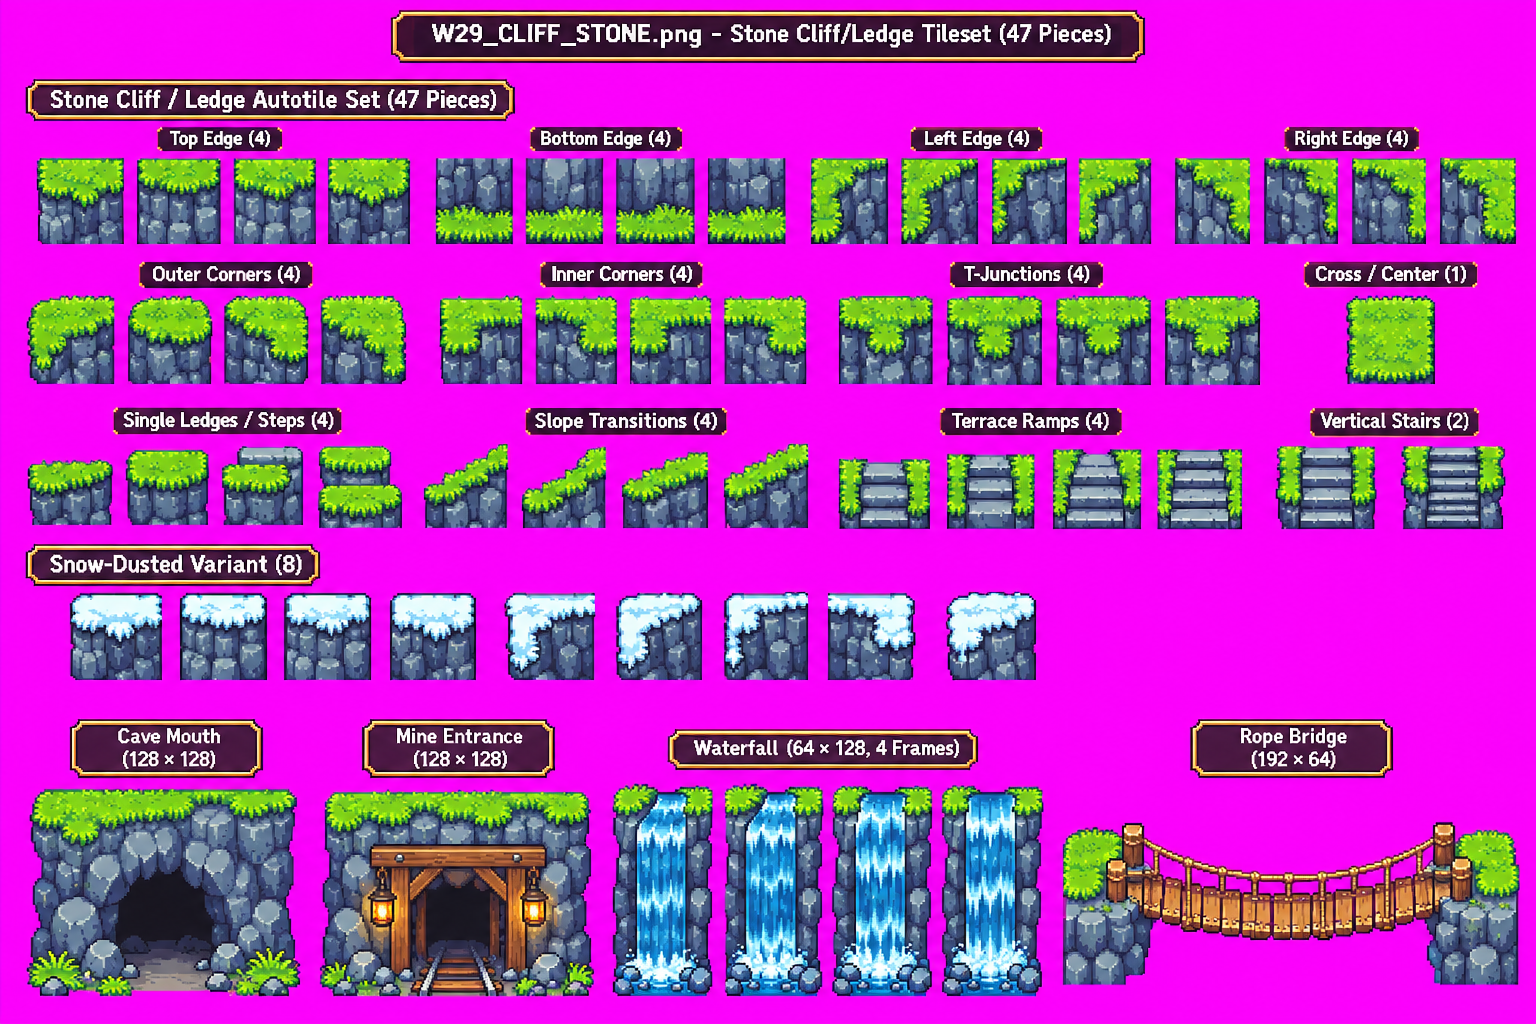 W29_CLIFF_STONE.png - Stone Cliff/Ledge Tileset (47 Pieces)
Stone Cliff / Ledge Autotile Set (47 Pieces)
Top Edge (4)
Bottom Edge (4)
Left Edge (4)
Right Edge (4)
Outer Corners (4)
Inner Corners (4)
T-Junctions (4)
Cross / Center (1)
Single Ledges / Steps (4)
Slope Transitions (4)
Terrace Ramps (4)
Vertical Stairs (2)
Snow-Dusted Variant (8)
Cave Mouth
(128 × 128)
Mine Entrance
(128 × 128)
Waterfall (64 × 128, 4 Frames)
Rope Bridge
(192 × 64)